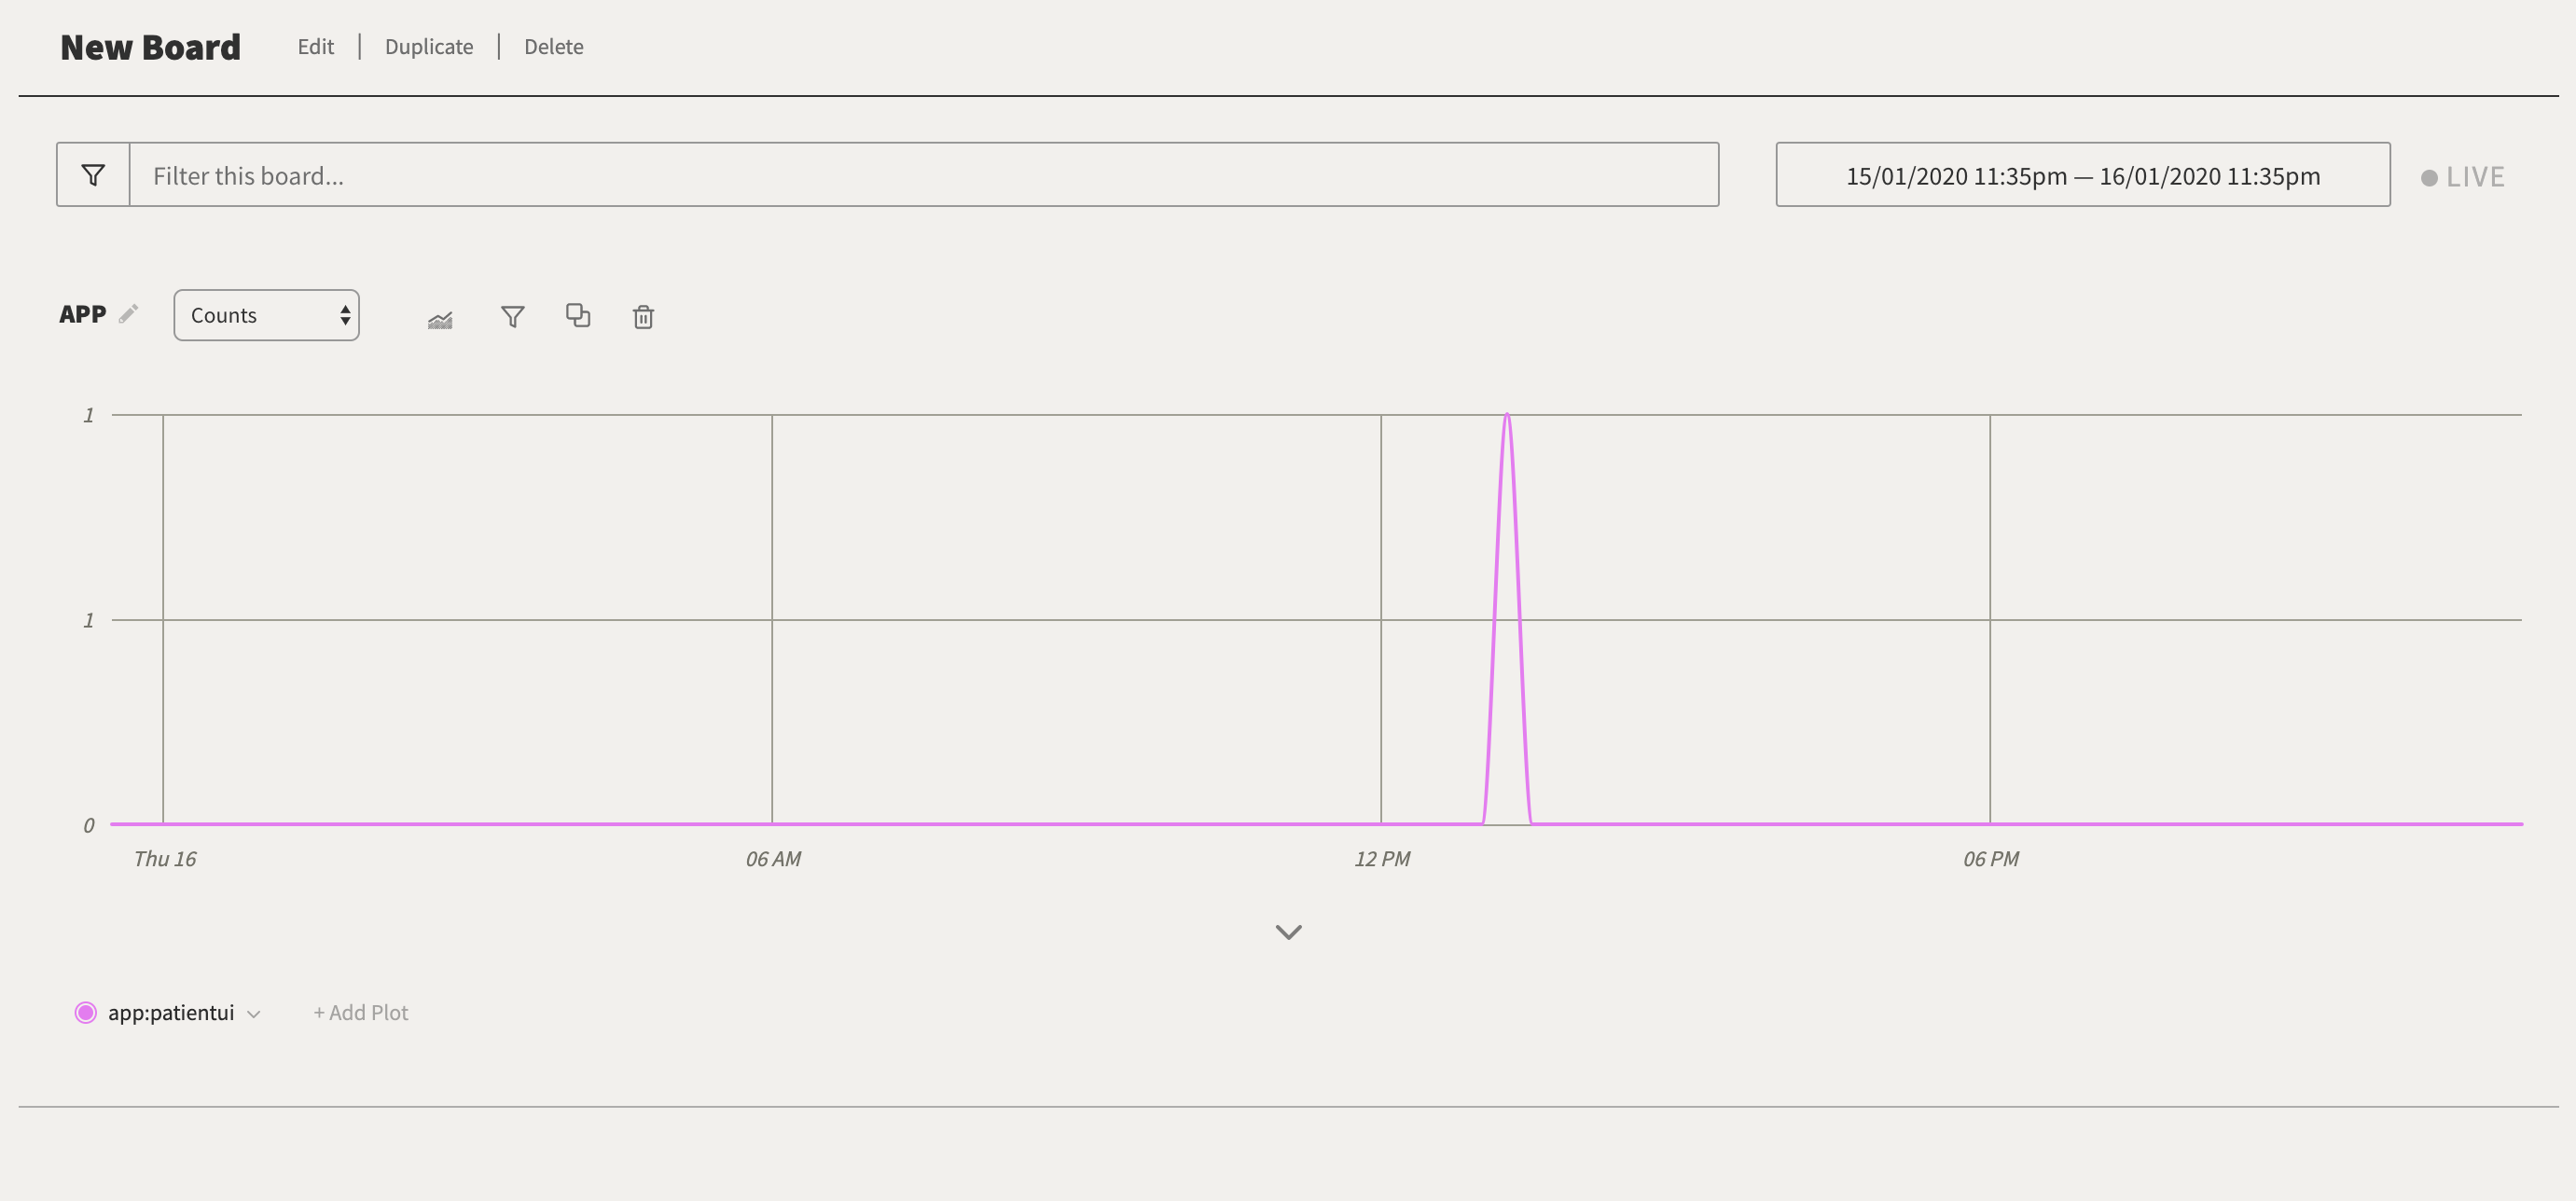 New Board Edit | Duplicate | Delete
Filter this board... 15/01/2020 11:35pm — 16/01/2020 11:35pm LIVE
APP Counts
1
1
0
Thu 16 06 AM 12 PM 06 PM
app:patientui + Add Plot